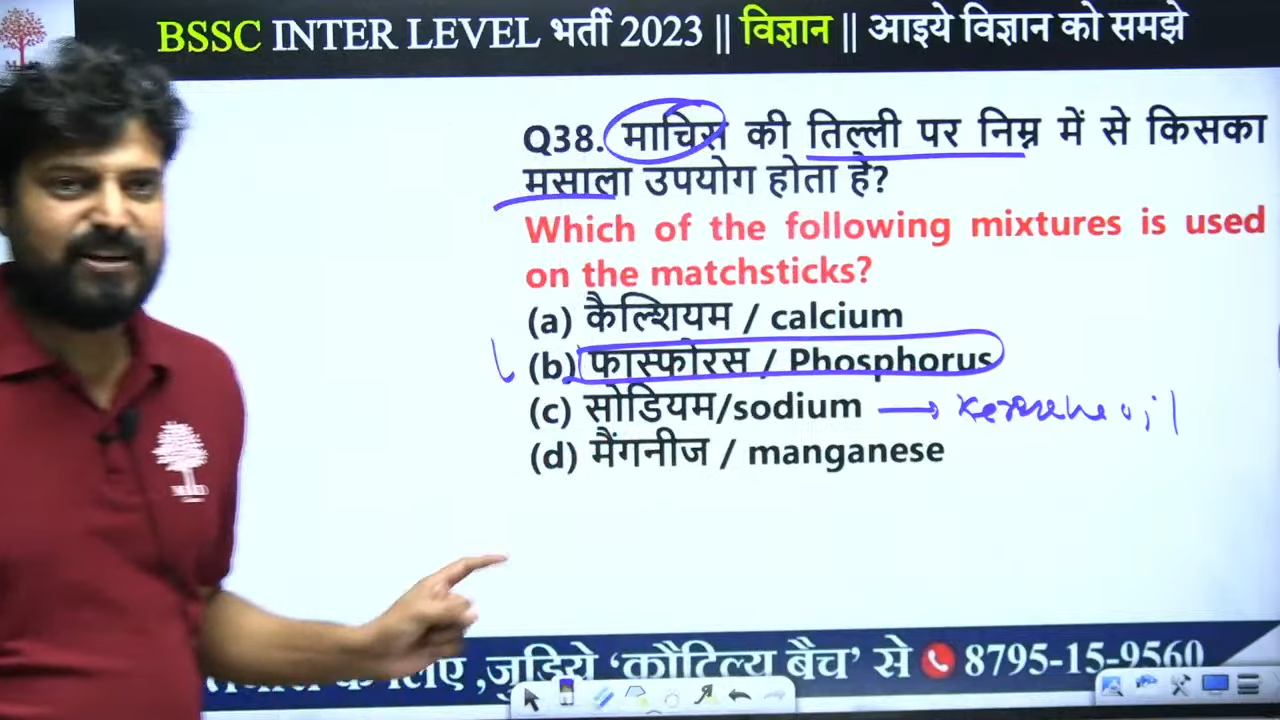 BSSC INTER LEVEL भर्ती 2023 || विज्ञान || आइये विज्ञान को समझे
Q38. माचिस की तिल्ली पर निम्न में से किसका
मसाला उपयोग होता है?
Which of the following mixtures is used
on the matchsticks?
(a) कैल्शियम / calcium
(b) फास्फोरस / Phosphorus
(c) सोडियम/sodium → kerosene oil
(d) मैंगनीज / manganese
के लिए ,जुड़िये ‘कौटिल्य बैच’ से 8795-15-9560